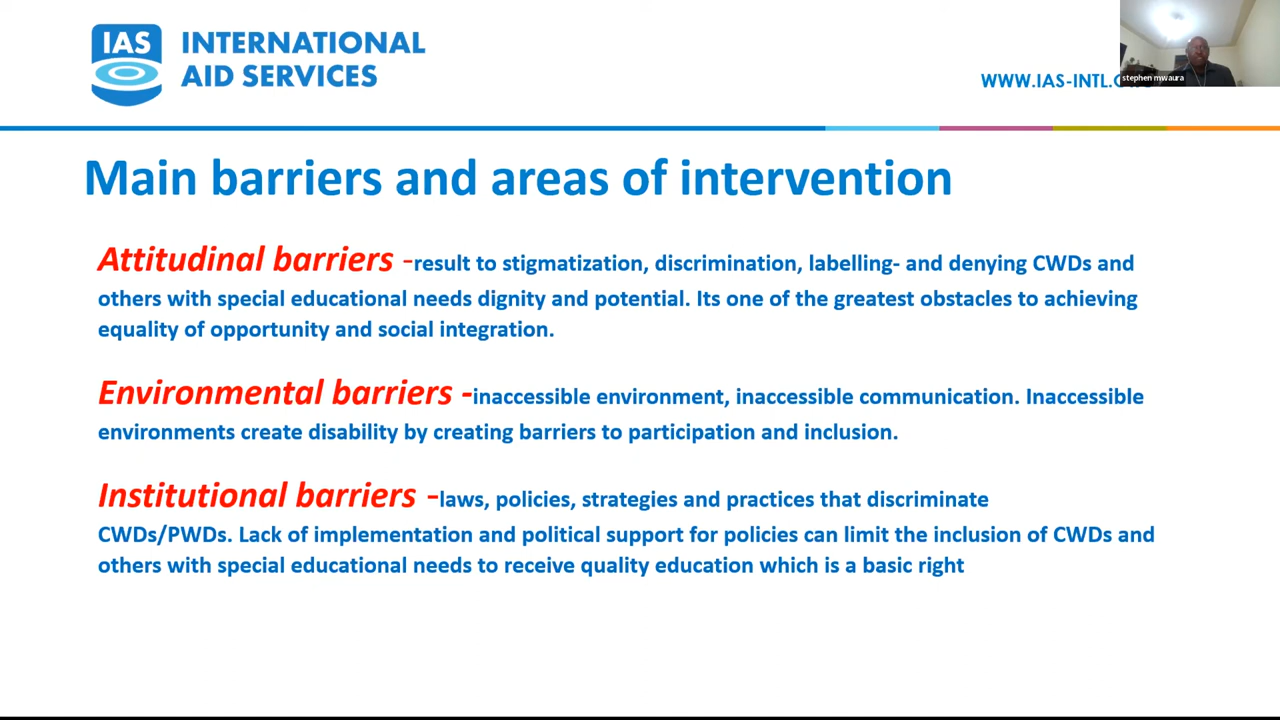 IAS
INTERNATIONAL
AID SERVICES
WWW.IAS-INTL.
stephen mwaura
Main barriers and areas of intervention
Attitudinal barriers -result to stigmatization, discrimination, labelling- and denying CWDs and
others with special educational needs dignity and potential. Its one of the greatest obstacles to achieving
equality of opportunity and social integration.
Environmental barriers -inaccessible environment, inaccessible communication. Inaccessible
environments create disability by creating barriers to participation and inclusion.
Institutional barriers -laws, policies, strategies and practices that discriminate
CWDs/PWDs. Lack of implementation and political support for policies can limit the inclusion of CWDs and
others with special educational needs to receive quality education which is a basic right